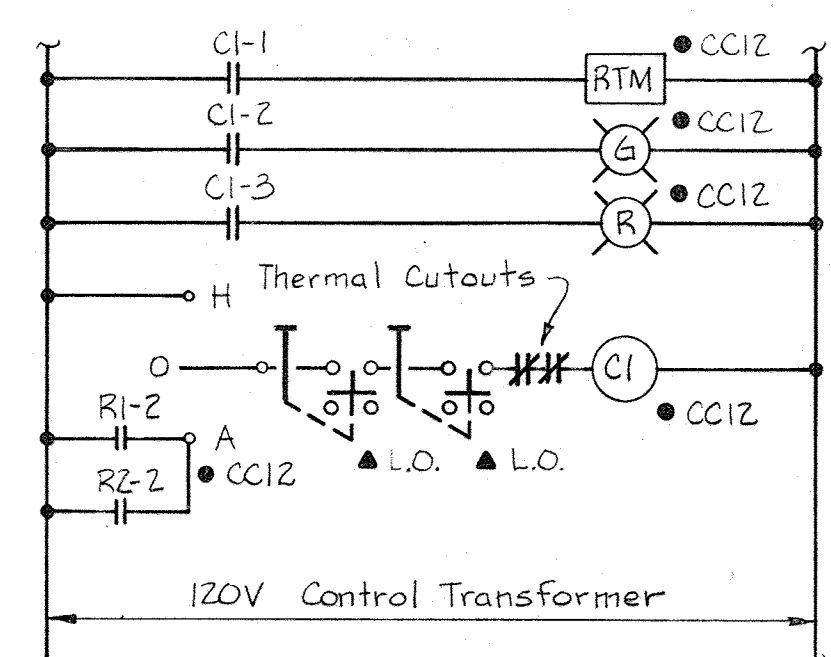 C1-1
CC12
RTM
C1-2
CC12
G
C1-3
CC12
R
Thermal Cutouts
H
O
C1
R1-2
CC12
A
L.O. L.O.
R2-2
CC12
120V Control Transformer